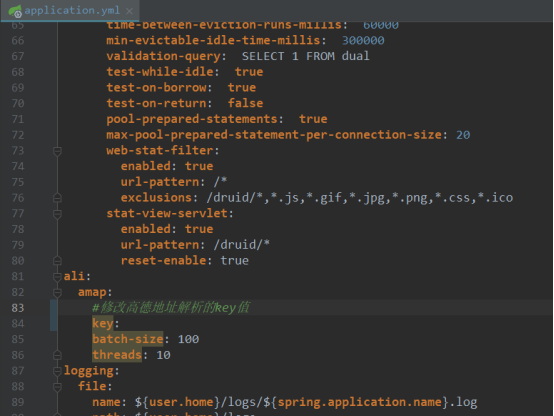 application.yml
65 time-between-eviction-runs-millis: 60000
66 min-evictable-idle-time-millis: 300000
67 validation-query: SELECT 1 FROM dual
68 test-while-idle: true
69 test-on-borrow: true
70 test-on-return: false
71 pool-prepared-statements: true
72 max-pool-prepared-statement-per-connection-size: 20
73 web-stat-filter:
74 enabled: true
75 url-pattern: /*
76 exclusions: /druid/*,*.js,*.gif,*.jpg,*.png,*.css,*.ico
77 stat-view-servlet:
78 enabled: true
79 url-pattern: /druid/*
80 reset-enable: true
81 ali:
82 amap:
83 #修改高德地址解析的key值
84 key:
85 batch-size: 100
86 threads: 10
87 logging:
88 file:
89 name: ${user.home}/logs/${spring.application.name}.log